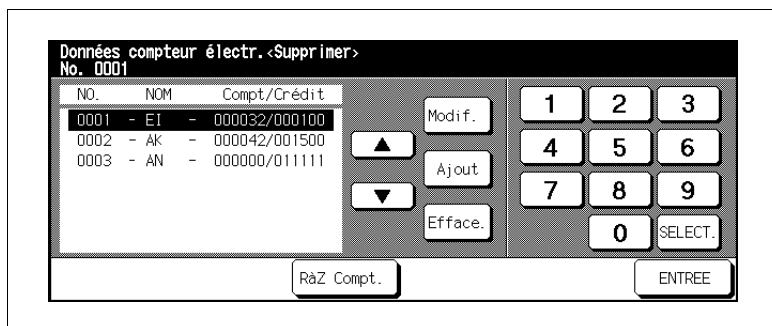 Données compteur électr.<Supprimer>
No. 0001
NO. NOM Compt/Crédit
0001 - EI - 000032/000100
0002 - AK - 000042/001500
0003 - AN - 000000/011111
Modif.
Ajout
Efface.
1 2 3
4 5 6
7 8 9
0 SELECT.
RàZ Compt.
ENTREE